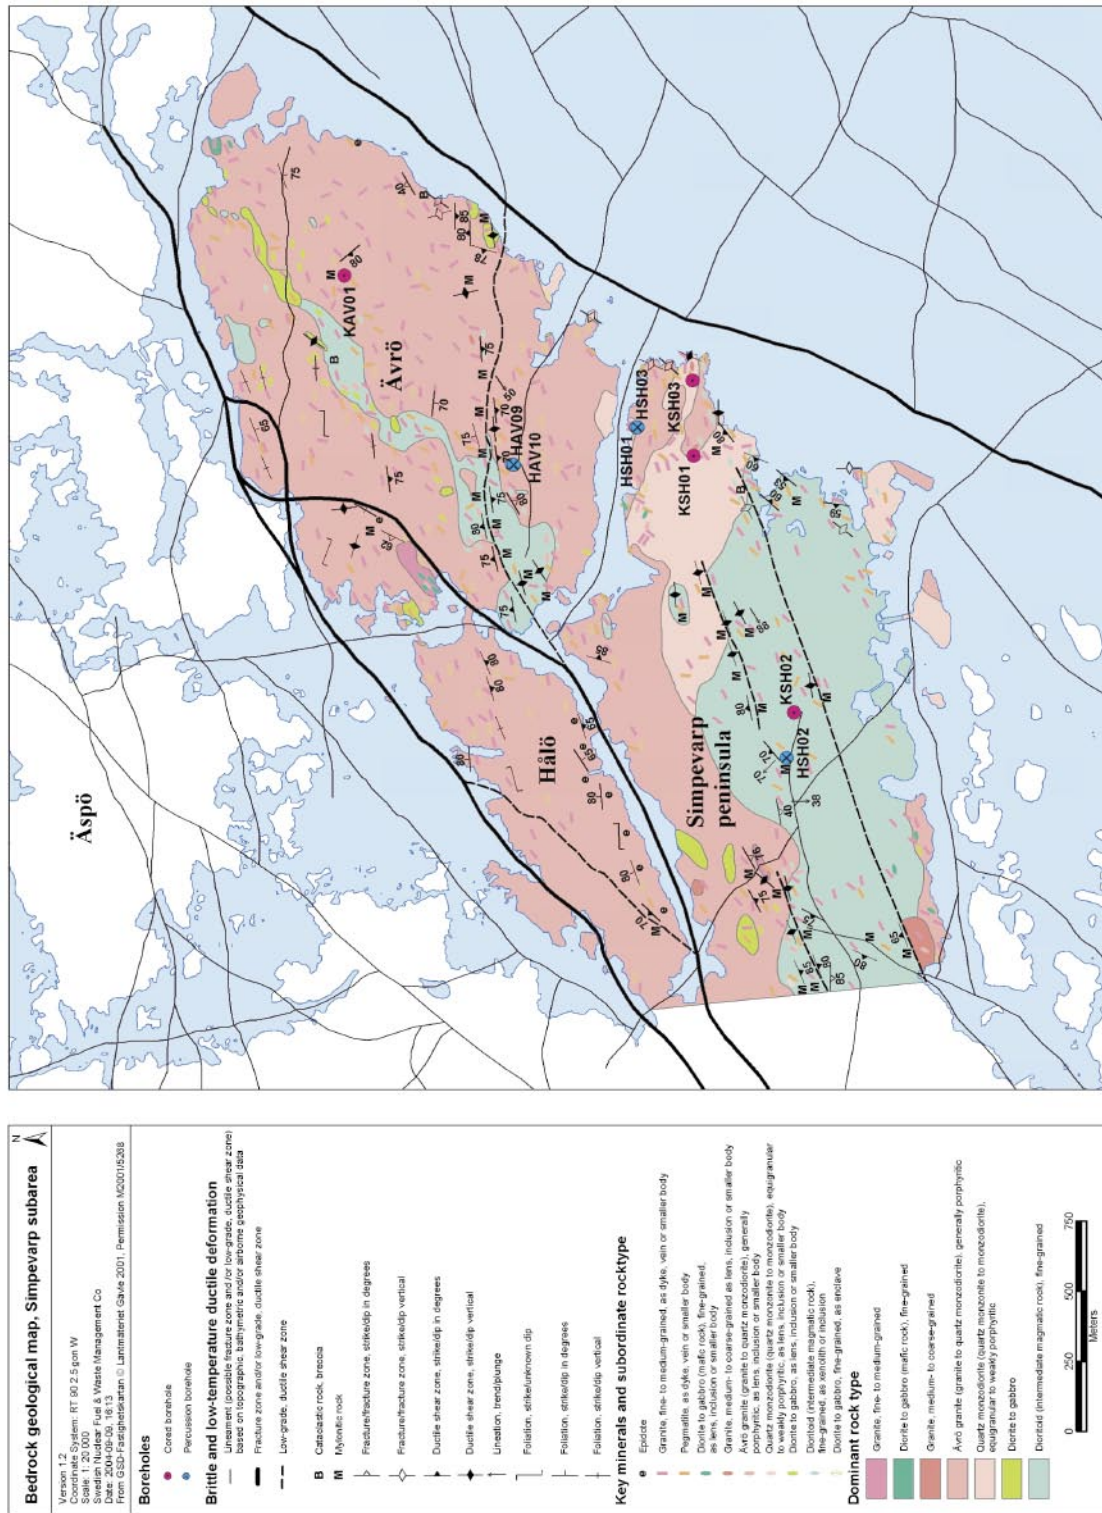 Bedrock geological map, Simpevarp subarea
N
Version 1.2
Coordinate System: RT 90 2.5 gon W
Scale: 1: 20 000
Swedish Nuclear Fuel & Waste Management Co
Date: 2004-09-09, 16:13
From GSD-Fastighetskartan © Lantmäteriet Gävle 2001, Permission M2001/5268
Boreholes
Cored borehole
Percussion borehole
Brittle and low-temperature ductile deformation
Lineament (possible fracture zone and /or low-grade, ductile shear zone)
based on topographic, bathymetric and/or airborne geophysical data
Fracture zone and/or low-grade, ductile shear zone
Low-grade, ductile shear zone
B Cataclastic rock, breccia
M Mylonitic rock
Fracture/fracture zone, strike/dip in degrees
Fracture/fracture zone, strike/dip vertical
Ductile shear zone, strike/dip in degrees
Ductile shear zone, strike/dip vertical
Lineation, trend/plunge
Foliation, strike/unknown dip
Foliation, strike/dip in degrees
Foliation, strike/dip vertical
Key minerals and subordinate rocktype
e Epidote
Granite, fine- to medium-grained, as dyke, vein or smaller body
Pegmatite, as dyke, vein or smaller body
Diorite to gabbro (mafic rock), fine-grained,
as lens, inclusion or smaller body
Granite, medium- to coarse-grained as lens, inclusion or smaller body
Ävrö granite (granite to quartz monzodiorite), generally
porphyritic, as lens, inclusion or smaller body
Quartz monzodiorite (quartz monzonite to monzodiorite), equigranular
to weakly porphyritic, as lens, inclusion or smaller body
Diorite to gabbro, as lens, inclusion or smaller body
Dioritoid (intermediate magmatic rock),
fine-grained, as xenolith or inclusion
Diorite to gabbro, fine-grained, as enclave
Dominant rock type
Granite, fine- to medium-grained
Diorite to gabbro (mafic rock), fine-grained
Granite, medium- to coarse-grained
Ävrö granite (granite to quartz monzodiorite), generally porphyritic
Quartz monzodiorite (quartz monzonite to monzodiorite),
equigranular to weakly porphyritic
Diorite to gabbro
Dioritoid (intermediate magmatic rock), fine-grained
0 250 500 750
Meters
Äspö
Hålö
Ävrö
Simpevarp
peninsula
KAV01
HAV09
HAV10
HSH01
HSH03
KSH03
KSH01
KSH02
HSH02